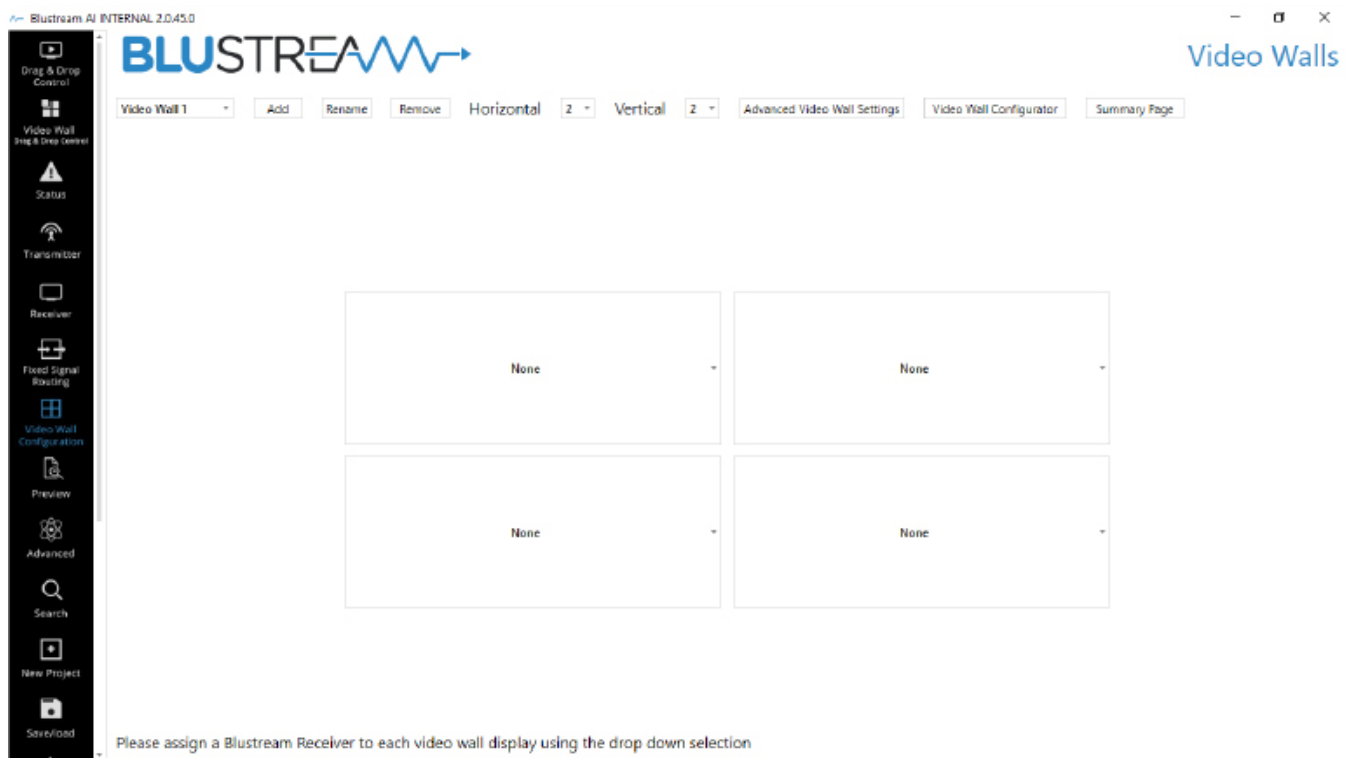 Blustream AI INTERNAL 2.0.45.0
BLUSTREAM
Video Walls
Video Wall 1 Add Rename Remove Horizontal 2 Vertical 2 Advanced Video Wall Settings Video Wall Configurator Summary Page
Drag & Drop
Control
Video Wall
Drag & Drop Control
Status
Transmitter
Receiver
Fixed Signal
Routing
Video Wall
Configuration
Preview
Advanced
Search
New Project
Save/load
None None
None None
Please assign a Blustream Receiver to each video wall display using the drop down selection